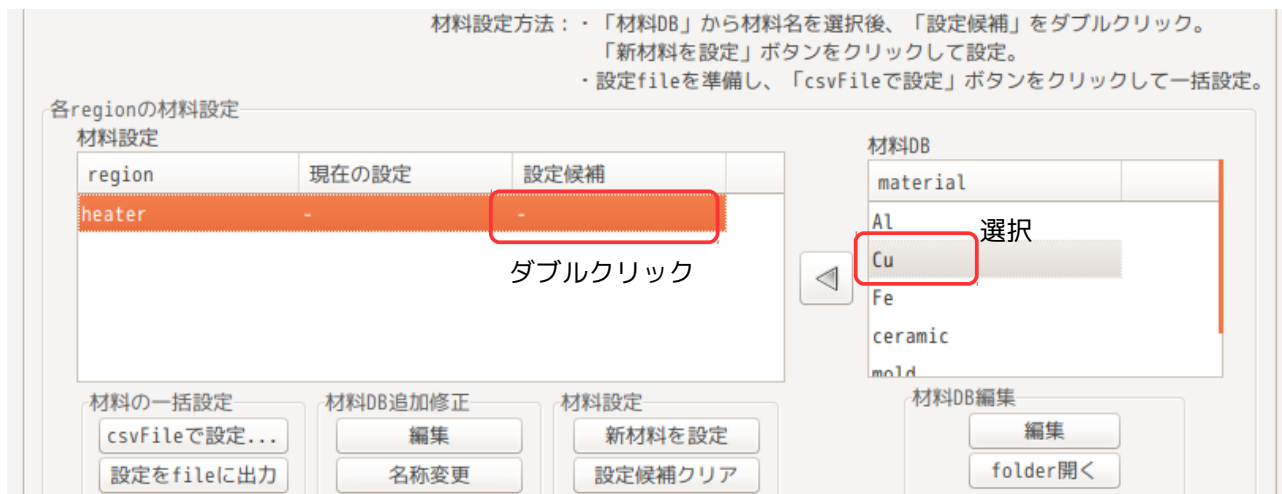 材料設定方法：・「材料DB」から材料名を選択後、「設定候補」をダブルクリック。
「新材料を設定」ボタンをクリックして設定。
・設定fileを準備し、「csvFileで設定」ボタンをクリックして一括設定。
各regionの材料設定
材料設定
region 現在の設定 設定候補
heater - -
ダブルクリック
材料DB
material
Al
選択
Cu
Fe
ceramic
mold
材料の一括設定 材料DB追加修正 材料設定 材料DB編集
csvFileで設定... 編集 新材料を設定 編集
設定をfileに出力 名称変更 設定候補クリア folder開く